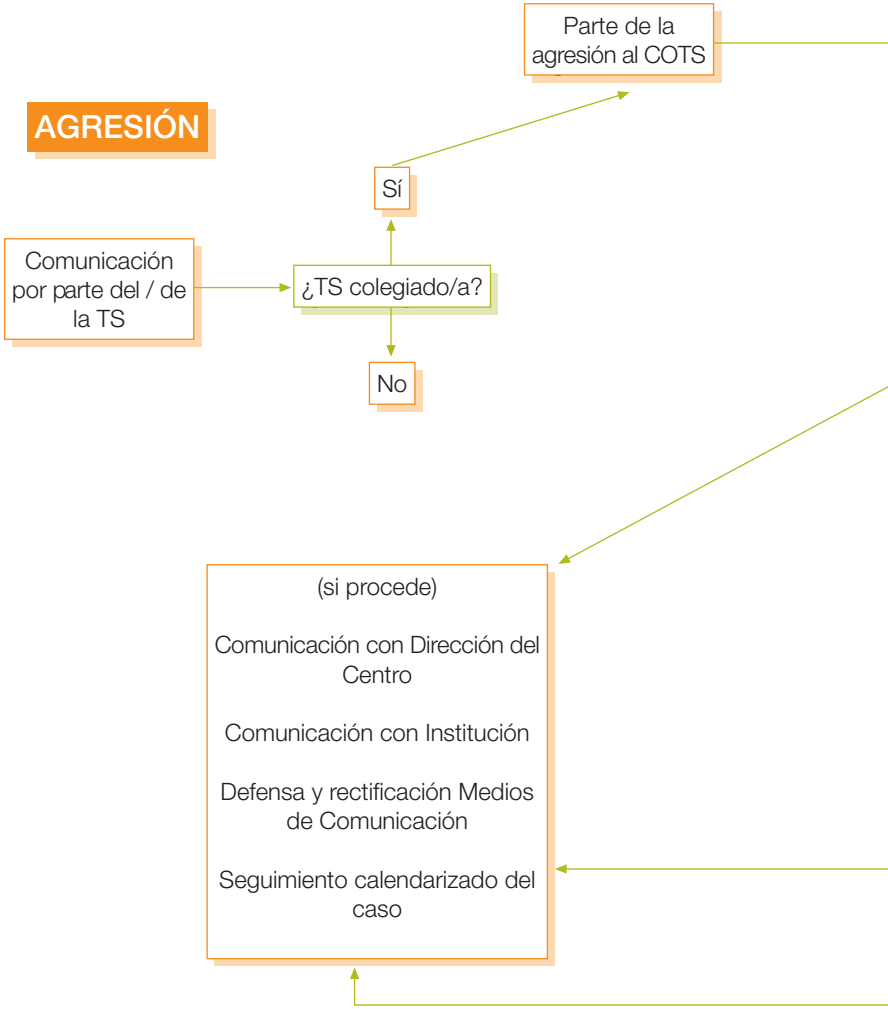 Parte de la
agresión al COTS
AGRESIÓN
Sí
Comunicación
por parte del / de
la TS
¿TS colegiado/a?
No
(si procede)
Comunicación con Dirección del
Centro
Comunicación con Institución
Defensa y rectificación Medios
de Comunicación
Seguimiento calendarizado del
caso